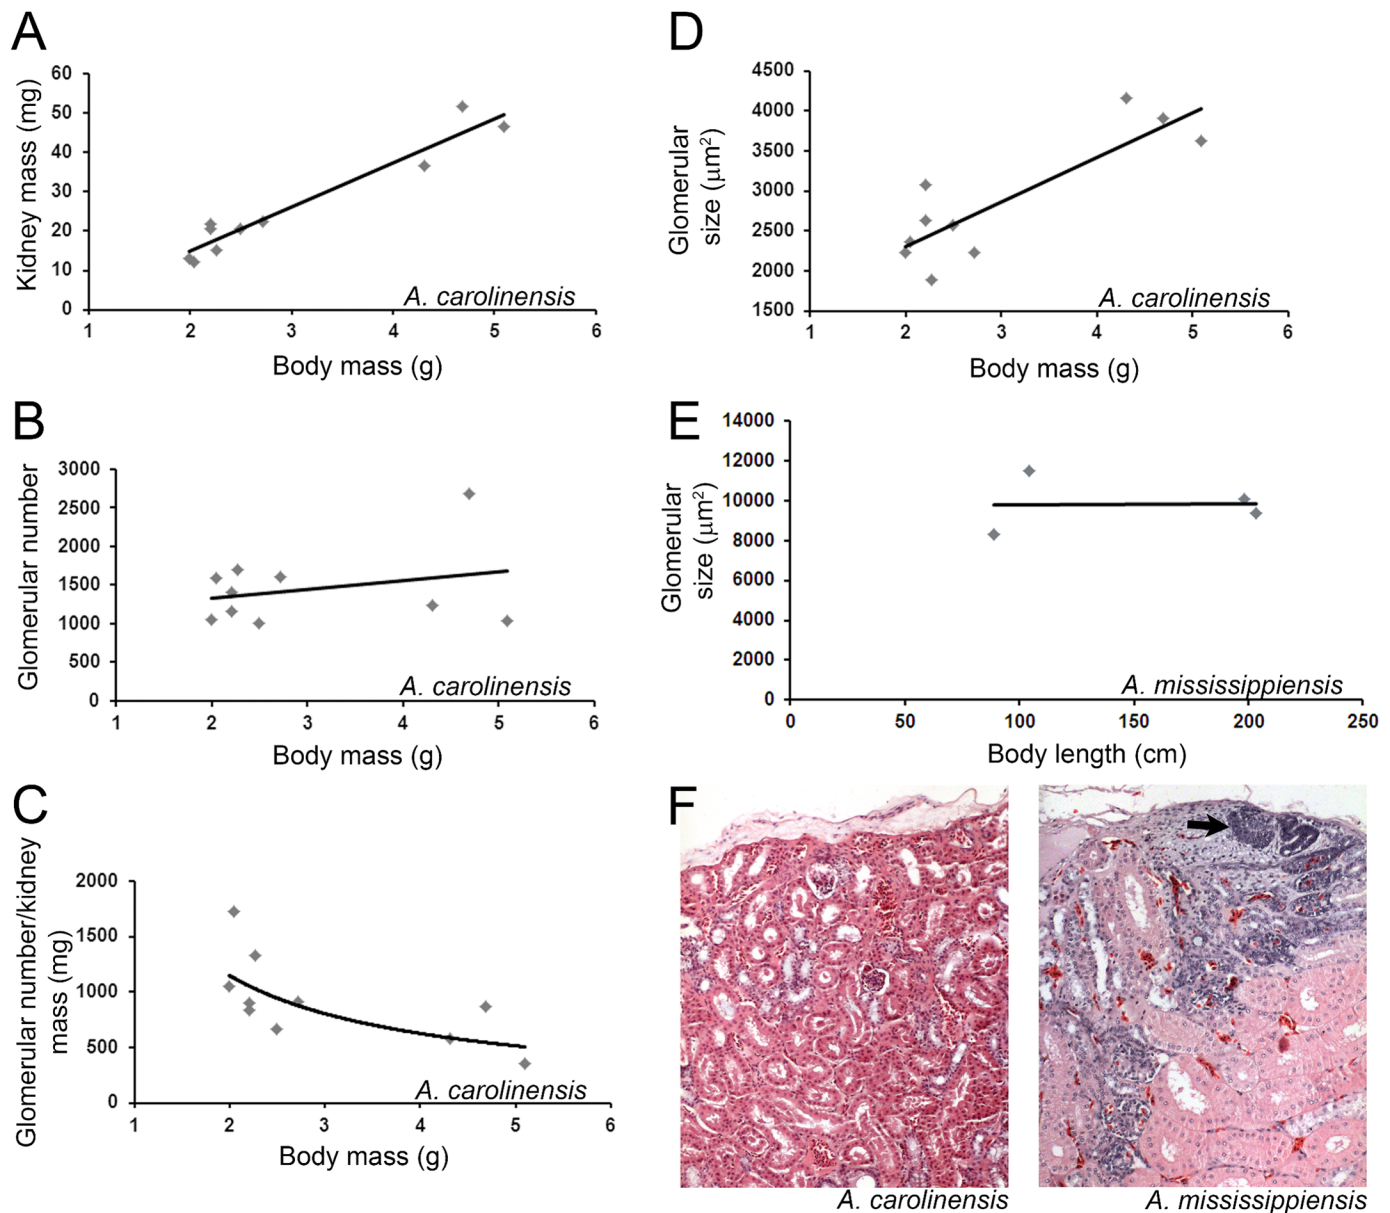 A
60
50
40
30
20
10
0
Kidney mass (mg)
A. carolinensis
1 2 3 4 5 6
Body mass (g)
B
3000
2500
2000
1500
1000
500
0
Glomerular number
A. carolinensis
1 2 3 4 5 6
Body mass (g)
C
2000
1500
1000
500
0
Glomerular number/kidney
mass (mg)
A. carolinensis
1 2 3 4 5 6
Body mass (g)
D
4500
4000
3500
3000
2500
2000
1500
Glomerular
size (μm²)
A. carolinensis
1 2 3 4 5 6
Body mass (g)
E
14000
12000
10000
8000
6000
4000
2000
0
Glomerular
size (μm²)
A. mississippiensis
0 50 100 150 200 250
Body length (cm)
F
A. carolinensis
A. mississippiensis